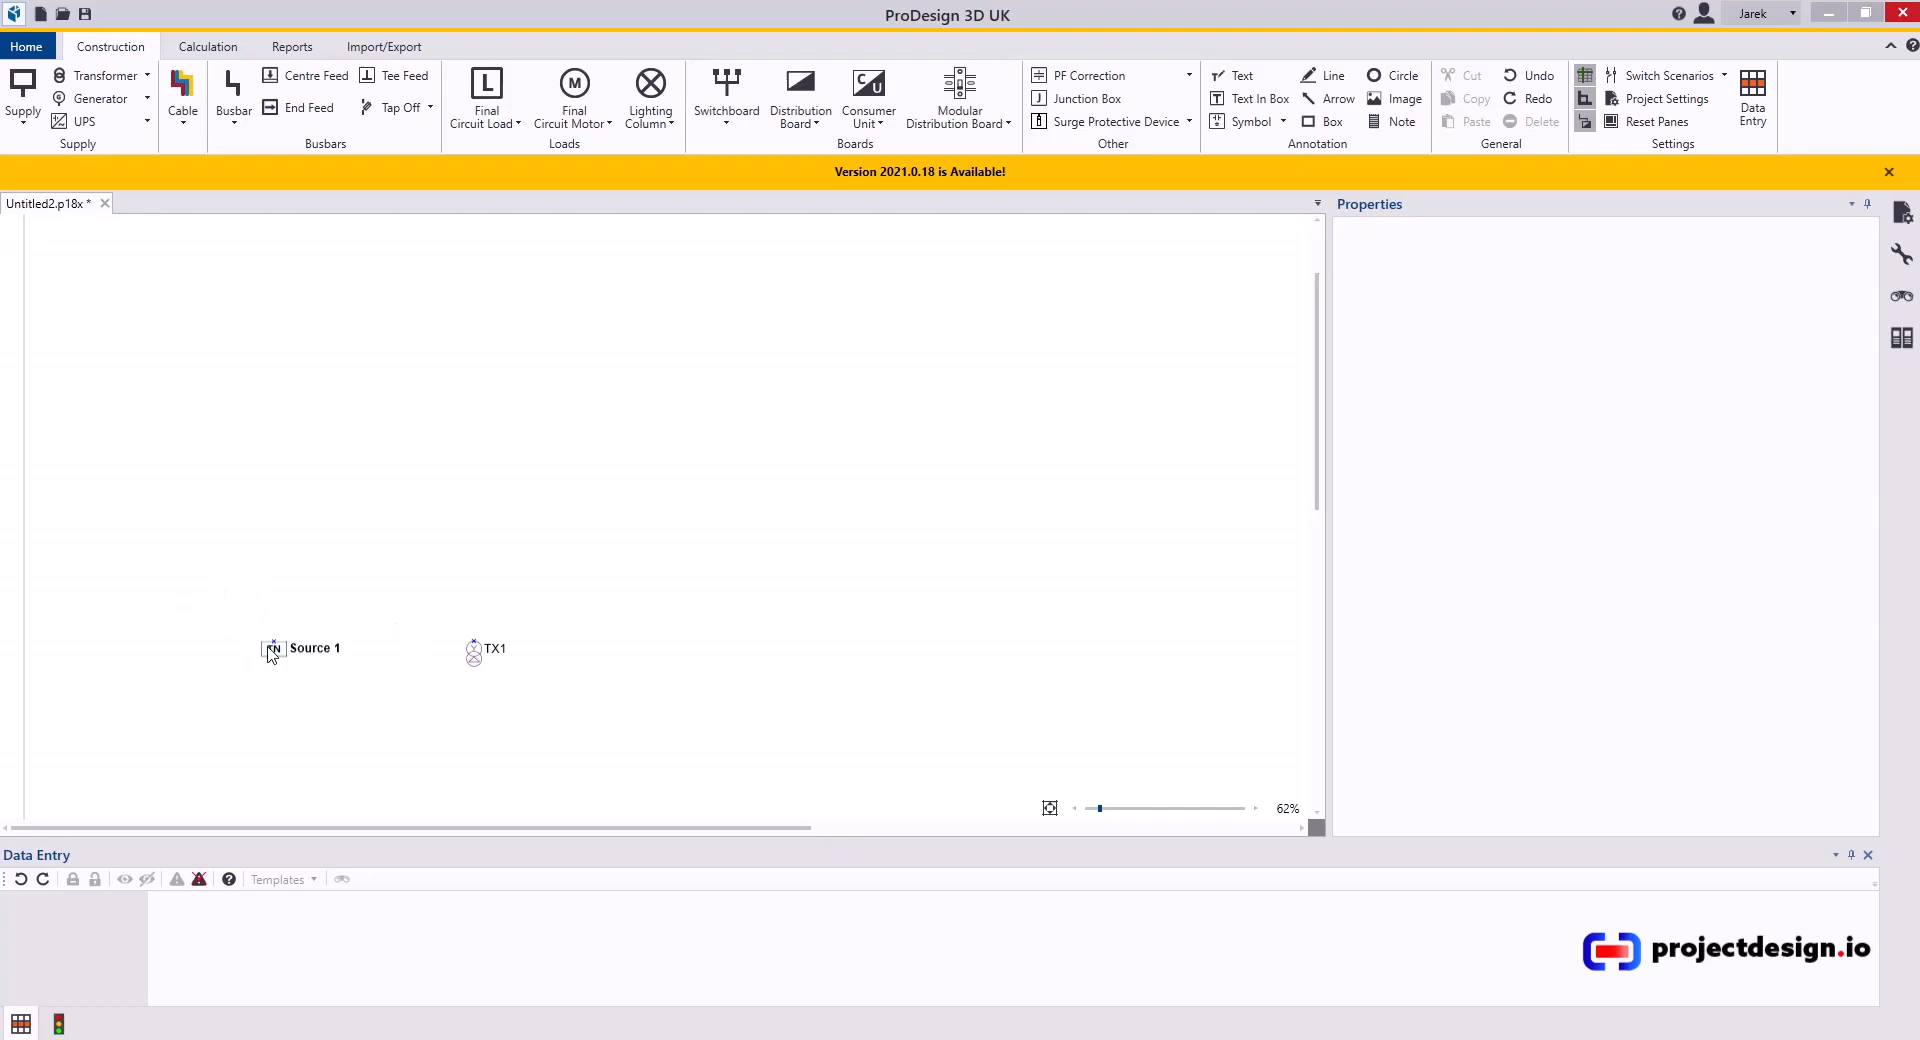 ProDesign 3D UK
Jarek
Home Construction Calculation Reports Import/Export
Supply
Transformer
Generator
UPS
Supply
Cable
Busbar
Centre Feed
End Feed
Tee Feed
Tap Off
Busbars
Final Circuit Load
Final Circuit Motor
Lighting Column
Loads
Switchboard
Distribution Board
Consumer Unit
Modular Distribution Board
Boards
PF Correction
Junction Box
Surge Protective Device
Other
Text
Text In Box
Symbol
Line
Arrow
Box
Circle
Image
Note
Annotation
Cut
Copy
Paste
Undo
Redo
Delete
General
Switch Scenarios
Project Settings
Reset Panes
Data Entry
Settings
Version 2021.0.18 is Available!
Untitled2.p18x *
Properties
Source 1
TX1
62%
Data Entry
Templates
projectdesign.io